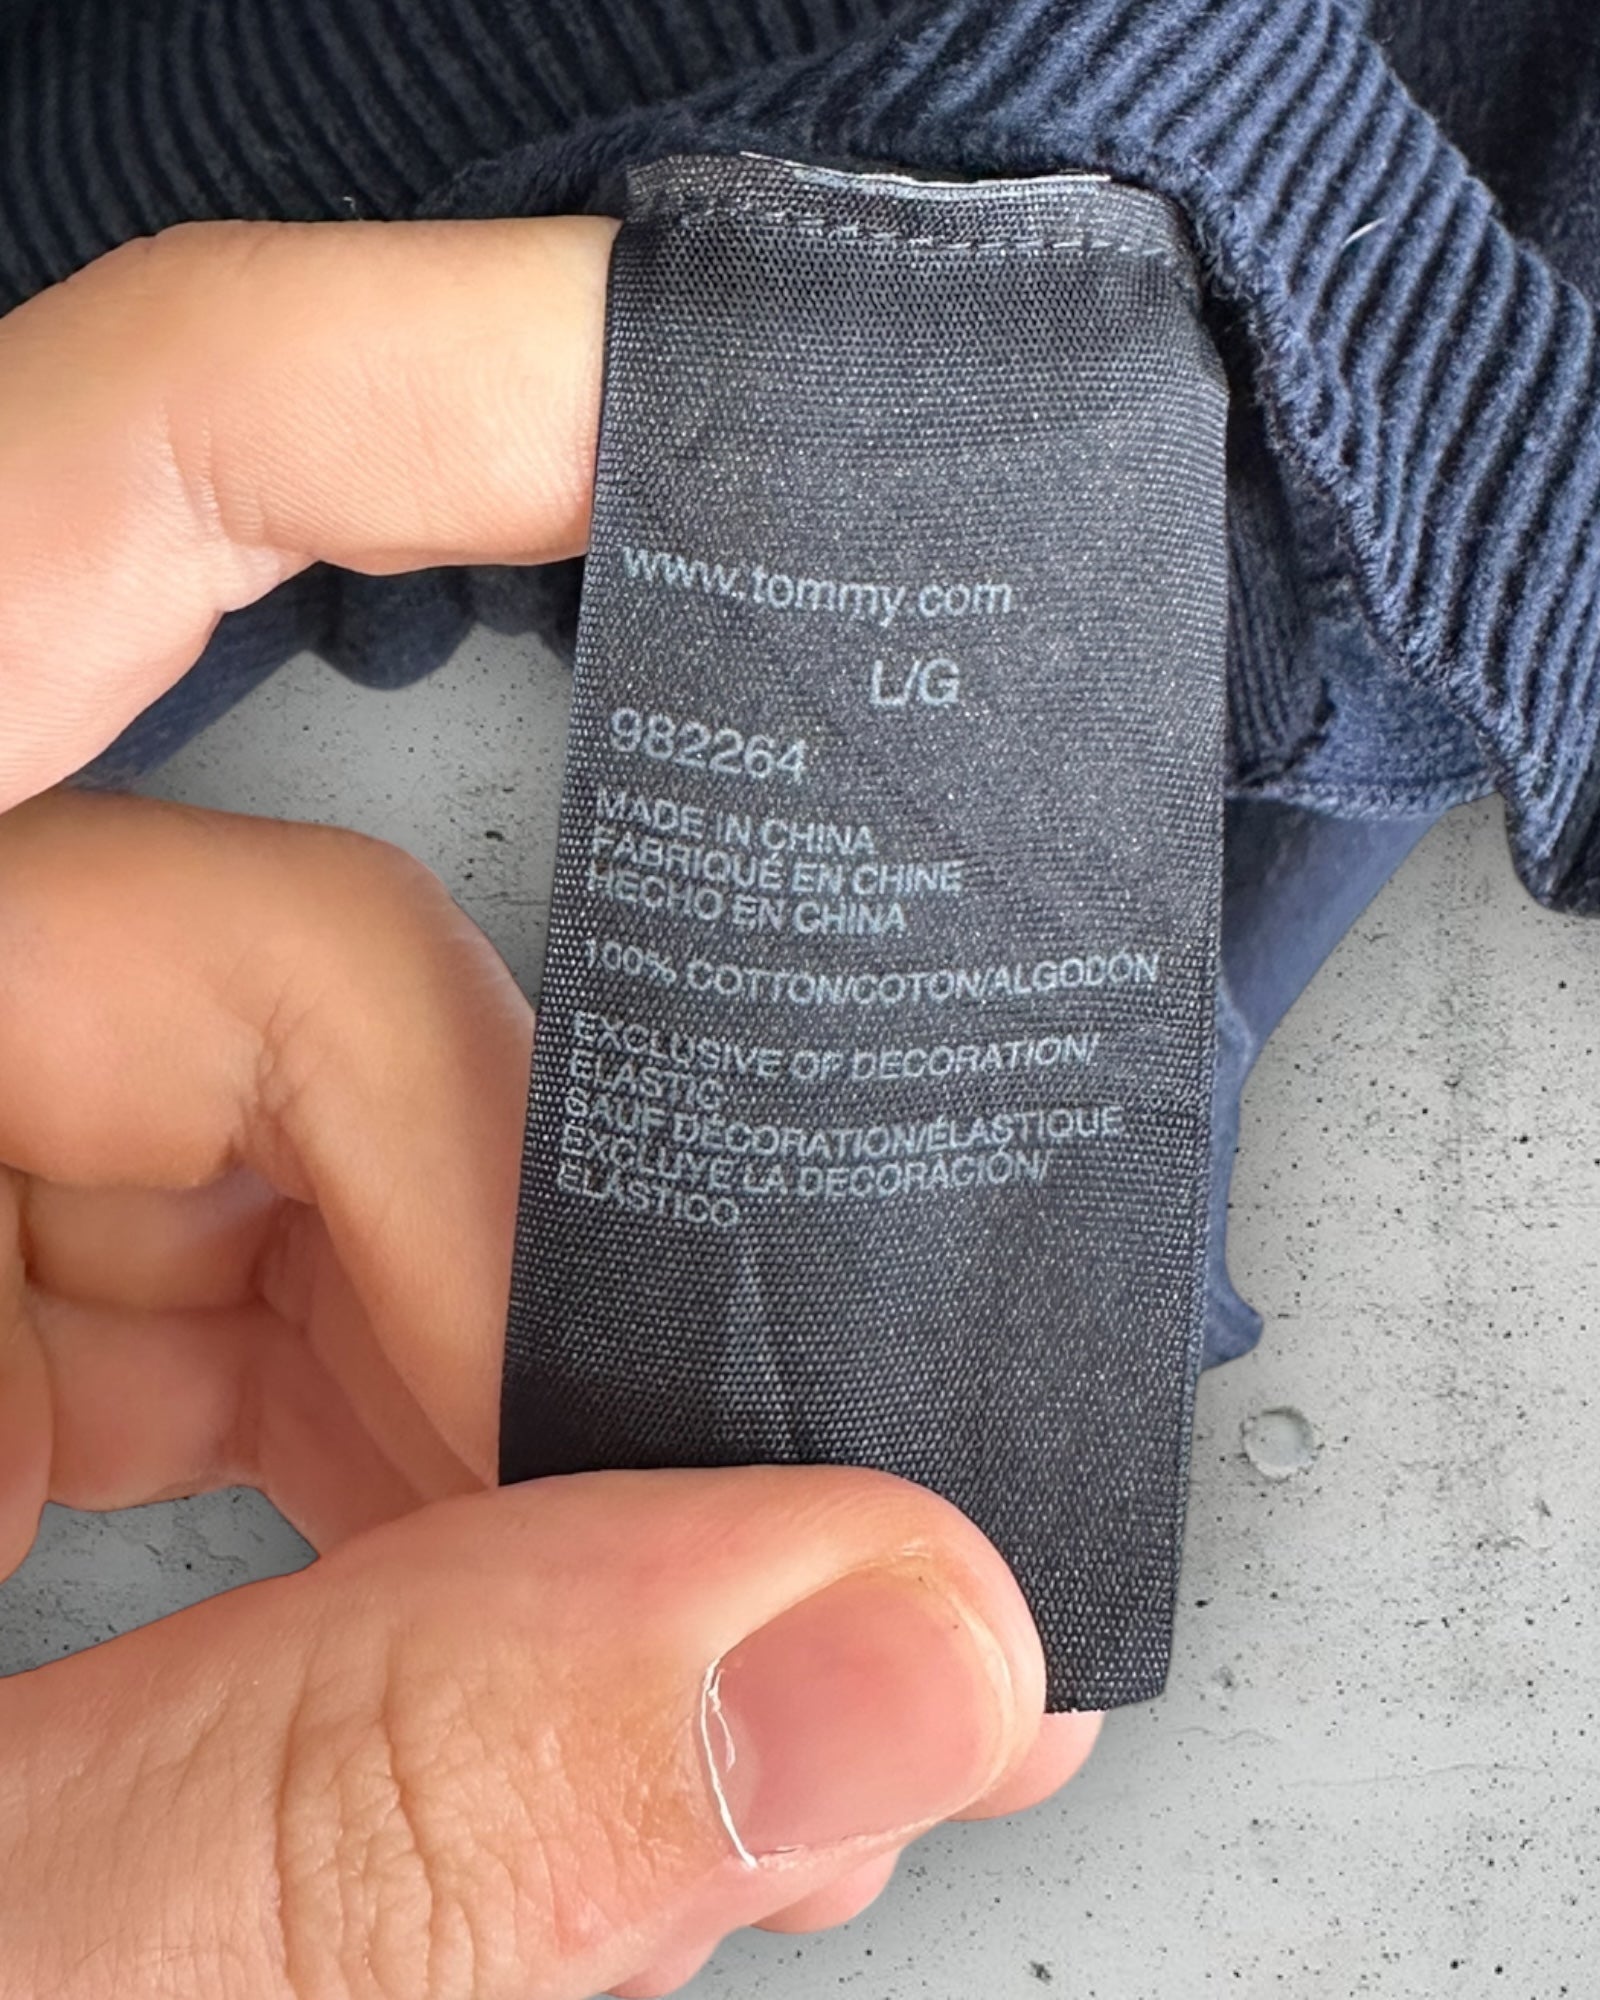 www.tommy.com
L/G
982264
MADE IN CHINA
FABRIQUÉ EN CHINE
HECHO EN CHINA
100% COTTON/COTON/ALGODÓN
EXCLUSIVE OF DECORATION/
ELASTIC
SAUF DÉCORATION/ÉLASTIQUE
EXCLUYE LA DECORACIÓN/
ELÁSTICO